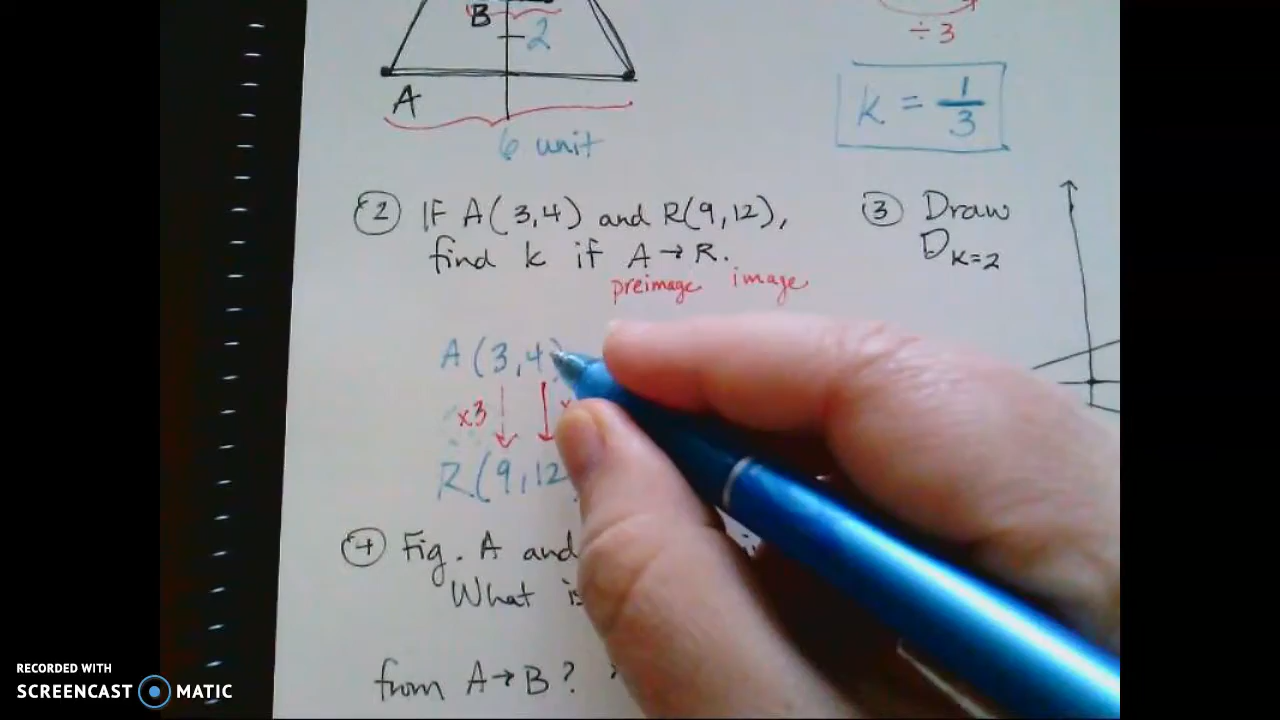 B
2
A
6 unit
÷3
k = 1/3
② IF A(3,4) and R(9,12),
find k if A→R.
preimage image
A(3,4)
x3 x
R(9,12
③ Draw
D K=2
④ Fig. A and
What is
from A→B?
RECORDED WITH
SCREENCAST MATIC